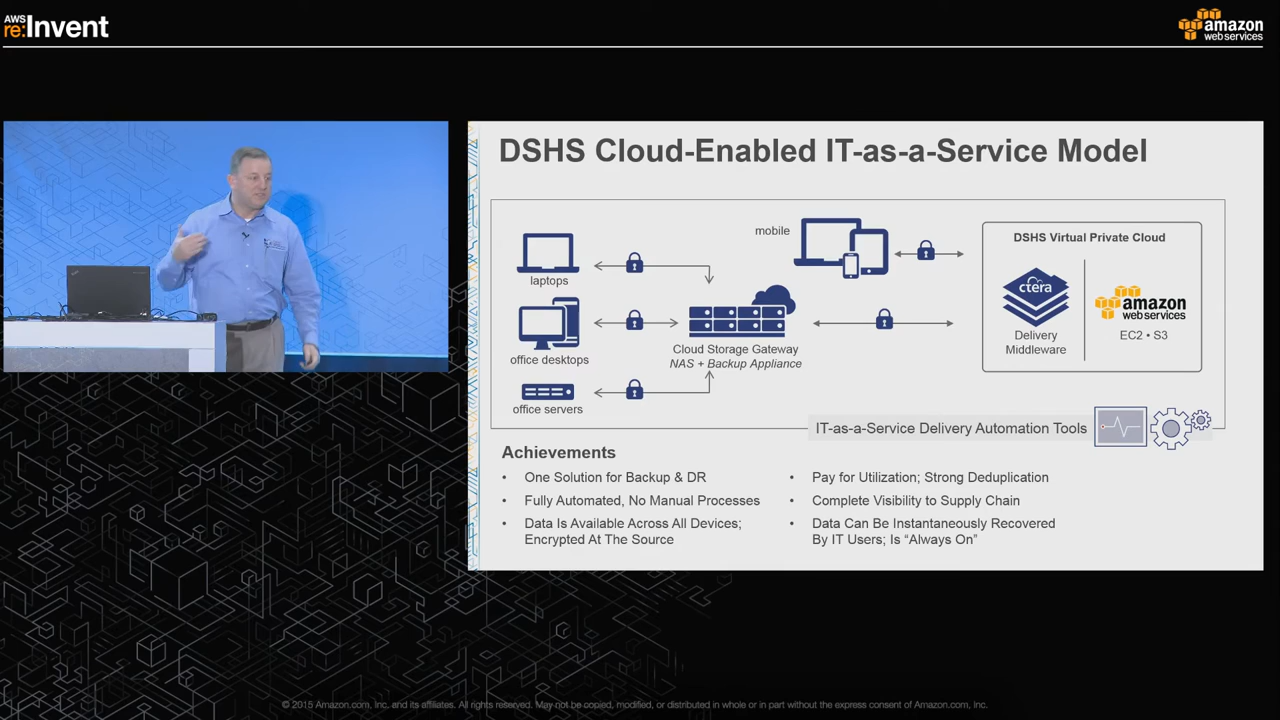 AWS
re:Invent
amazon
web services
DSHS Cloud-Enabled IT-as-a-Service Model
laptops
office desktops
office servers
mobile
Cloud Storage Gateway
NAS + Backup Appliance
DSHS Virtual Private Cloud
ctera
Delivery
Middleware
amazon
web services
EC2 • S3
IT-as-a-Service Delivery Automation Tools
Achievements
• One Solution for Backup & DR
• Fully Automated, No Manual Processes
• Data Is Available Across All Devices;
Encrypted At The Source
• Pay for Utilization; Strong Deduplication
• Complete Visibility to Supply Chain
• Data Can Be Instantaneously Recovered
By IT Users; Is “Always On”
© 2015 Amazon.com, Inc. and its affiliates. All rights reserved. May not be copied, modified, or distributed in whole or in part without the express consent of Amazon.com, Inc.